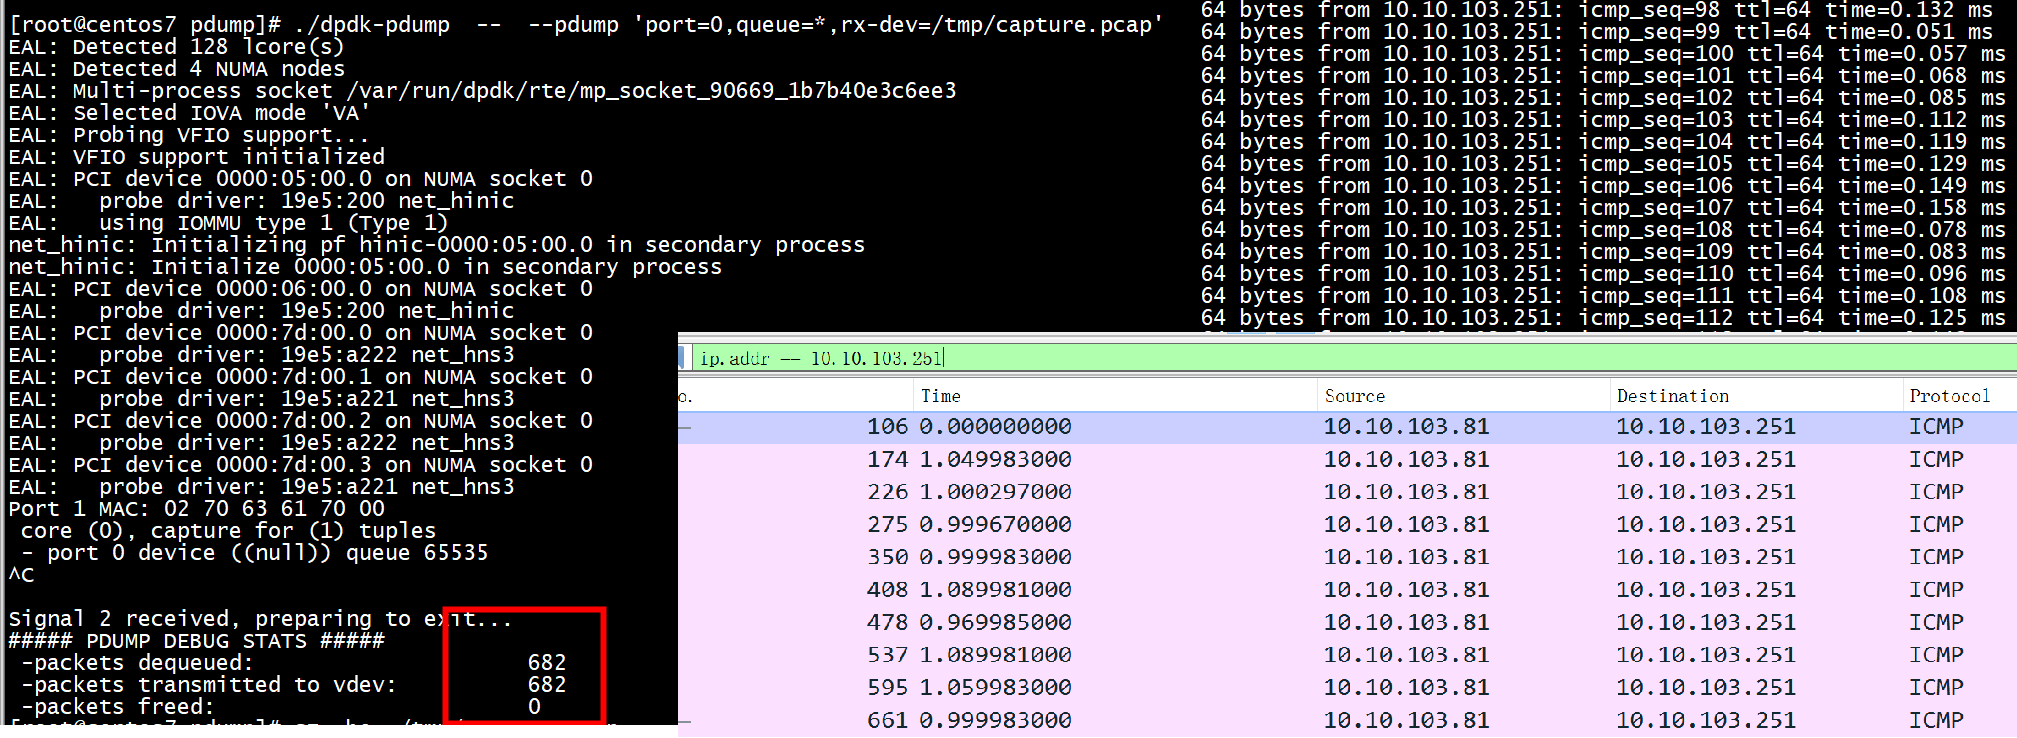 [root@centos7 pdump]# ./dpdk-pdump  --  --pdump 'port=0,queue=*,rx-dev=/tmp/capture.pcap'
EAL: Detected 128 lcore(s)
EAL: Detected 4 NUMA nodes
EAL: Multi-process socket /var/run/dpdk/rte/mp_socket_90669_1b7b40e3c6ee3
EAL: Selected IOVA mode 'VA'
EAL: Probing VFIO support...
EAL: VFIO support initialized
EAL: PCI device 0000:05:00.0 on NUMA socket 0
EAL:   probe driver: 19e5:200 net_hinic
EAL:   using IOMMU type 1 (Type 1)
net_hinic: Initializing pf hinic-0000:05:00.0 in secondary process
net_hinic: Initialize 0000:05:00.0 in secondary process
EAL: PCI device 0000:06:00.0 on NUMA socket 0
EAL:   probe driver: 19e5:200 net_hinic
EAL: PCI device 0000:7d:00.0 on NUMA socket 0
EAL:   probe driver: 19e5:a222 net_hns3
EAL: PCI device 0000:7d:00.1 on NUMA socket 0
EAL:   probe driver: 19e5:a221 net_hns3
EAL: PCI device 0000:7d:00.2 on NUMA socket 0
EAL:   probe driver: 19e5:a222 net_hns3
EAL: PCI device 0000:7d:00.3 on NUMA socket 0
EAL:   probe driver: 19e5:a221 net_hns3
Port 1 MAC: 02 70 63 61 70 00
 core (0), capture for (1) tuples
 - port 0 device ((null)) queue 65535
^C
Signal 2 received, preparing to exit...
##### PDUMP DEBUG STATS #####
 -packets dequeued: 682
 -packets transmitted to vdev: 682
 -packets freed: 0
64 bytes from 10.10.103.251: icmp_seq=98 ttl=64 time=0.132 ms
64 bytes from 10.10.103.251: icmp_seq=99 ttl=64 time=0.051 ms
64 bytes from 10.10.103.251: icmp_seq=100 ttl=64 time=0.057 ms
64 bytes from 10.10.103.251: icmp_seq=101 ttl=64 time=0.068 ms
64 bytes from 10.10.103.251: icmp_seq=102 ttl=64 time=0.085 ms
64 bytes from 10.10.103.251: icmp_seq=103 ttl=64 time=0.112 ms
64 bytes from 10.10.103.251: icmp_seq=104 ttl=64 time=0.119 ms
64 bytes from 10.10.103.251: icmp_seq=105 ttl=64 time=0.129 ms
64 bytes from 10.10.103.251: icmp_seq=106 ttl=64 time=0.149 ms
64 bytes from 10.10.103.251: icmp_seq=107 ttl=64 time=0.158 ms
64 bytes from 10.10.103.251: icmp_seq=108 ttl=64 time=0.078 ms
64 bytes from 10.10.103.251: icmp_seq=109 ttl=64 time=0.083 ms
64 bytes from 10.10.103.251: icmp_seq=110 ttl=64 time=0.096 ms
64 bytes from 10.10.103.251: icmp_seq=111 ttl=64 time=0.108 ms
64 bytes from 10.10.103.251: icmp_seq=112 ttl=64 time=0.125 ms
ip.addr == 10.10.103.251
o. Time Source Destination Protocol
106 0.000000000 10.10.103.81 10.10.103.251 ICMP
174 1.049983000 10.10.103.81 10.10.103.251 ICMP
226 1.000297000 10.10.103.81 10.10.103.251 ICMP
275 0.999670000 10.10.103.81 10.10.103.251 ICMP
350 0.999983000 10.10.103.81 10.10.103.251 ICMP
408 1.089981000 10.10.103.81 10.10.103.251 ICMP
478 0.969985000 10.10.103.81 10.10.103.251 ICMP
537 1.089981000 10.10.103.81 10.10.103.251 ICMP
595 1.059983000 10.10.103.81 10.10.103.251 ICMP
661 0.999983000 10.10.103.81 10.10.103.251 ICMP